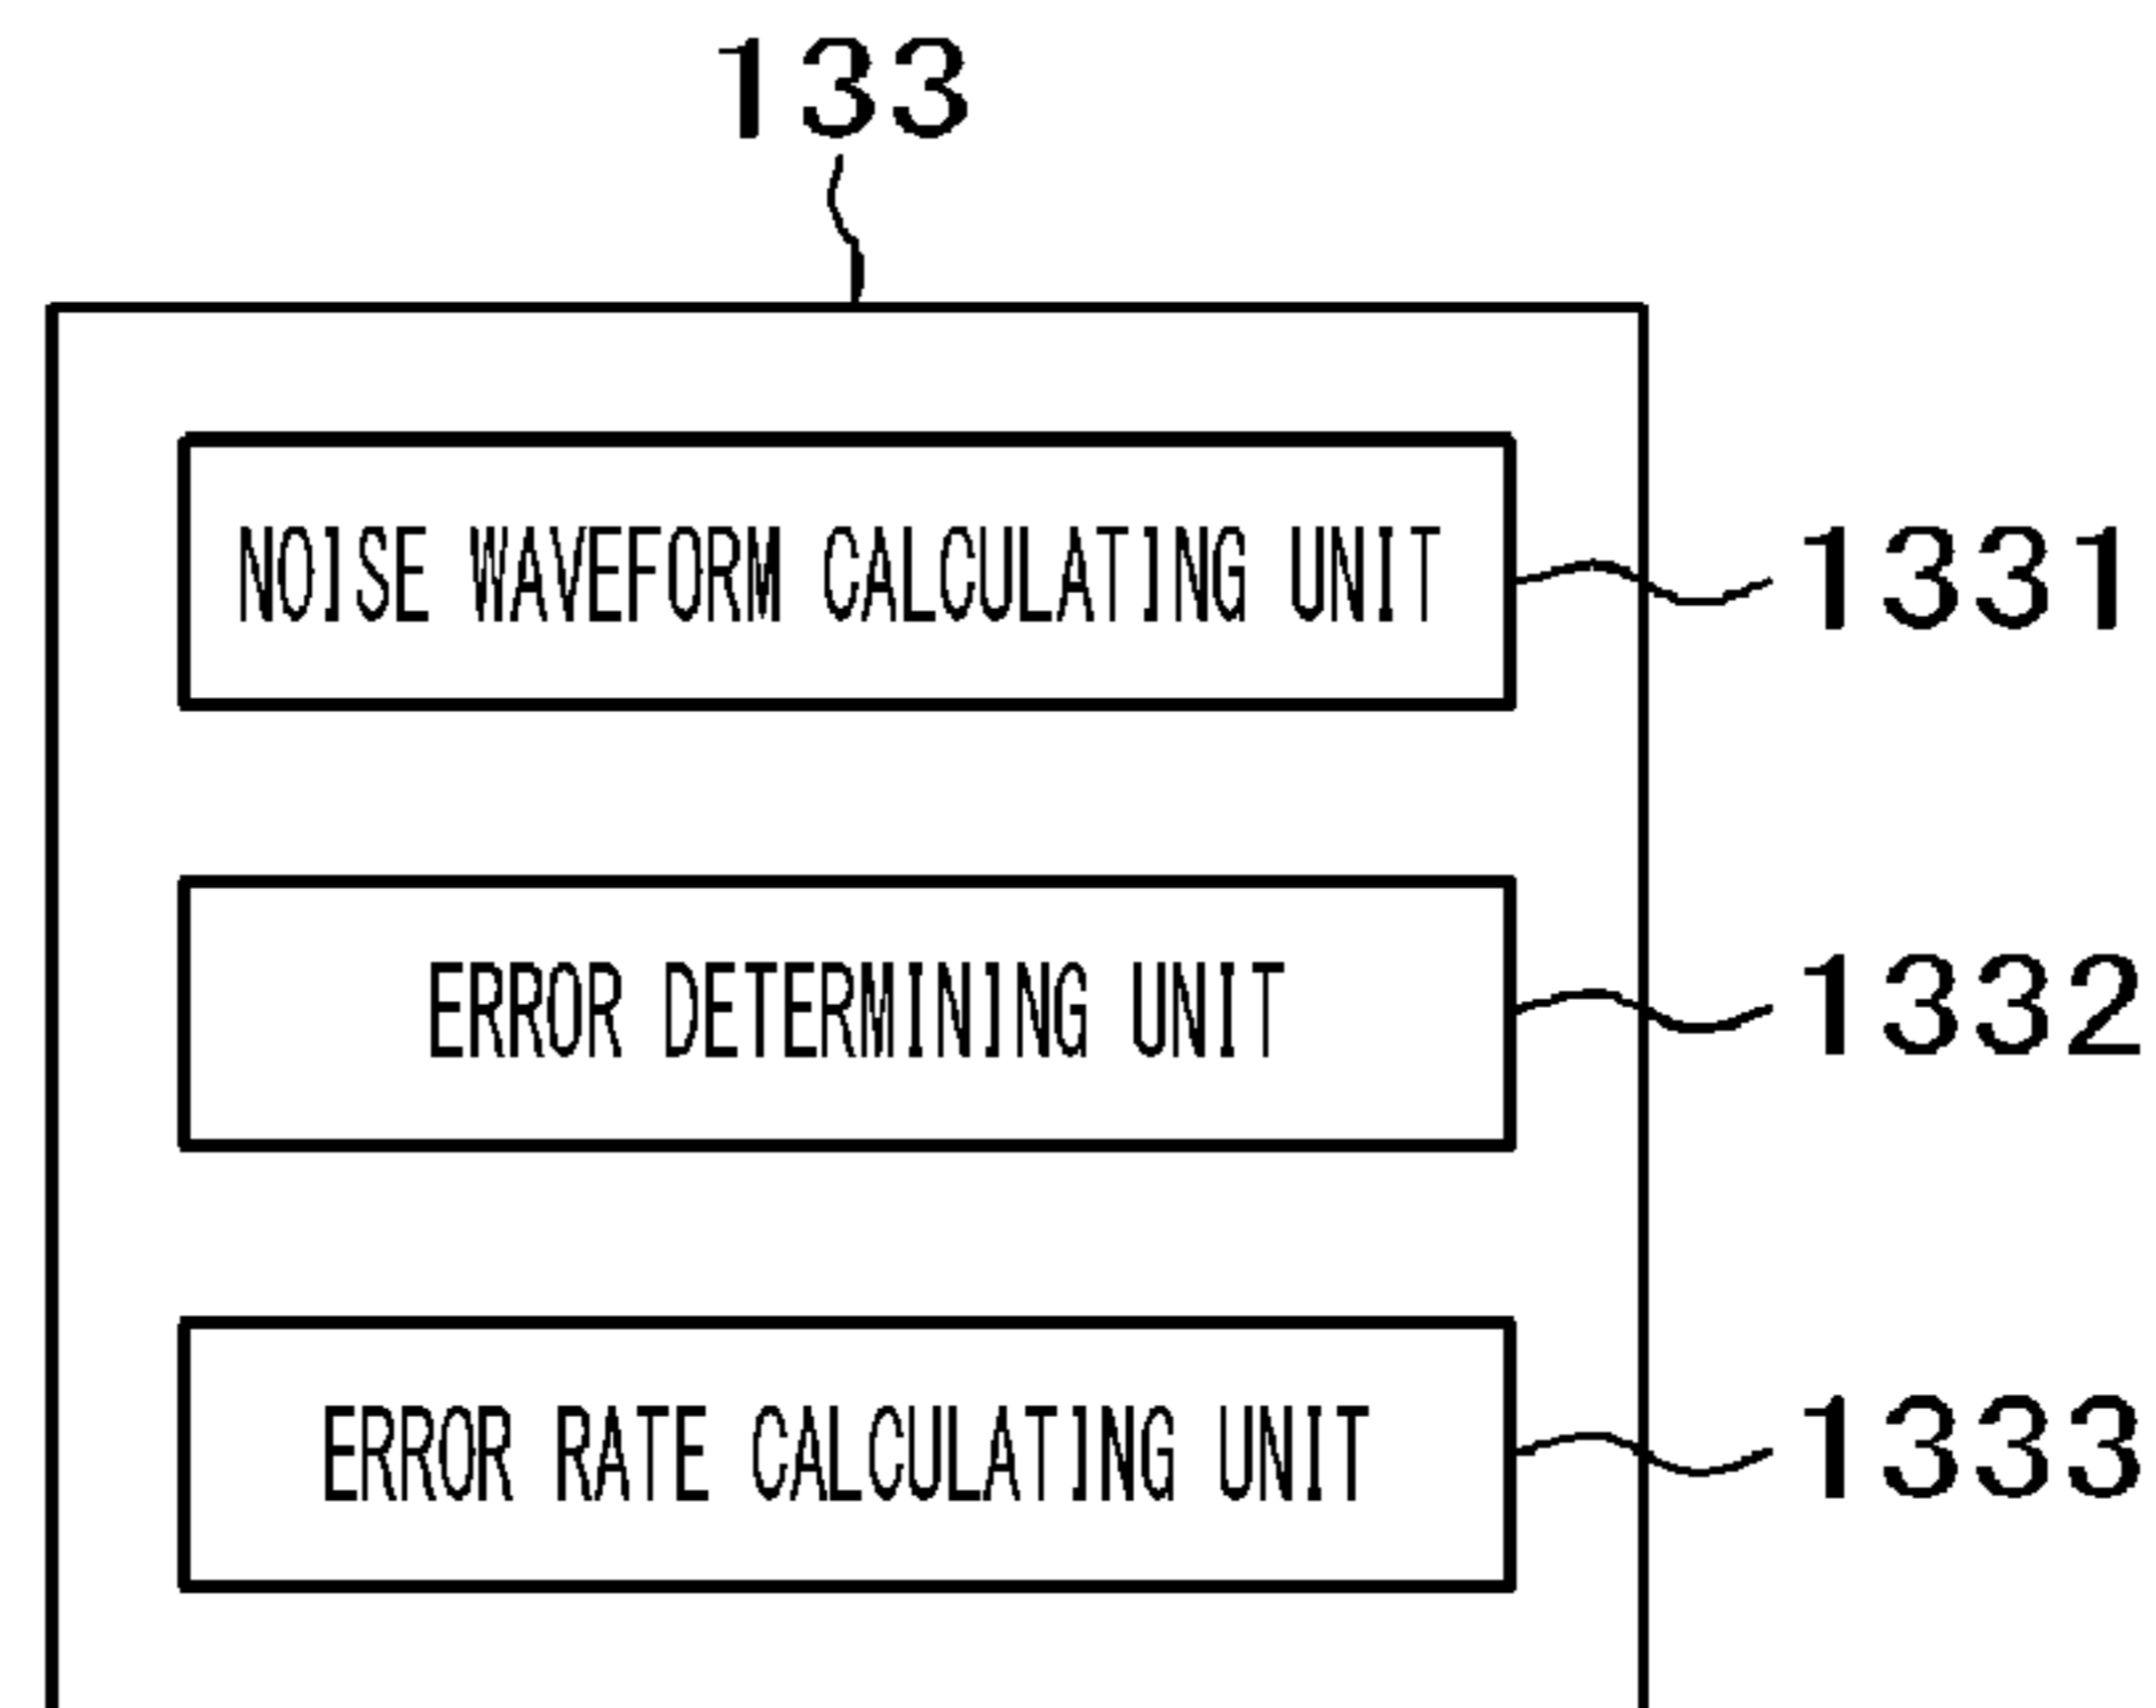 133
NOISE WAVEFORM CALCULATING UNIT 1331
ERROR DETERMINING UNIT 1332
ERROR RATE CALCULATING UNIT 1333